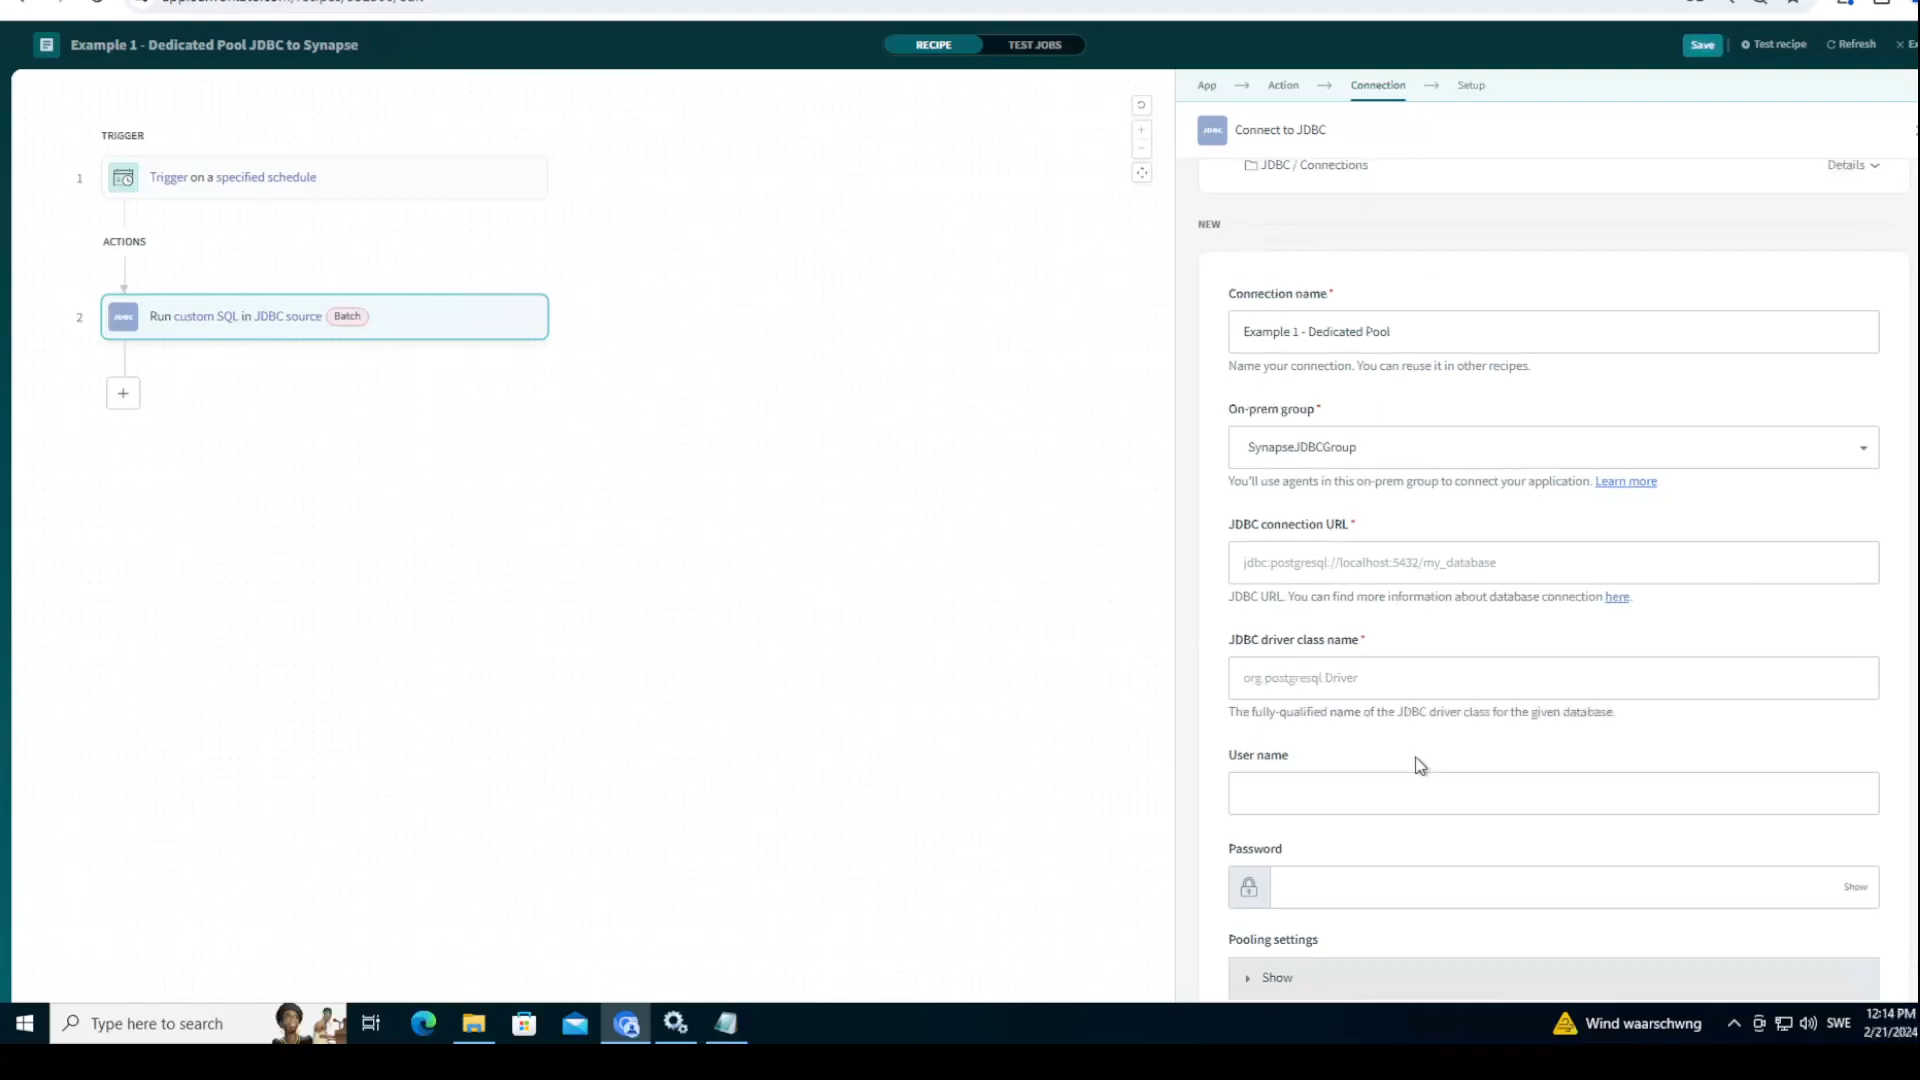 Example 1 - Dedicated Pool JDBC to Synapse
RECIPE
TEST JOBS
Save
Test recipe
Refresh
App
Action
Connection
Setup
JDBC
Connect to JDBC
JDBC / Connections
Details
TRIGGER
1
Trigger on a specified schedule
ACTIONS
2
JDBC
Run custom SQL in JDBC source
Batch
NEW
Connection name*
Example 1 - Dedicated Pool
Name your connection. You can reuse it in other recipes.
On-prem group*
SynapseJDBCGroup
You'll use agents in this on-prem group to connect your application. Learn more
JDBC connection URL*
jdbc:postgresql://localhost:5432/my_database
JDBC URL. You can find more information about database connection here.
JDBC driver class name*
org.postgresql.Driver
The fully-qualified name of the JDBC driver class for the given database.
User name
Password
Show
Pooling settings
Show
Type here to search
Wind waarschwng
SWE
12:14 PM
2/21/2024